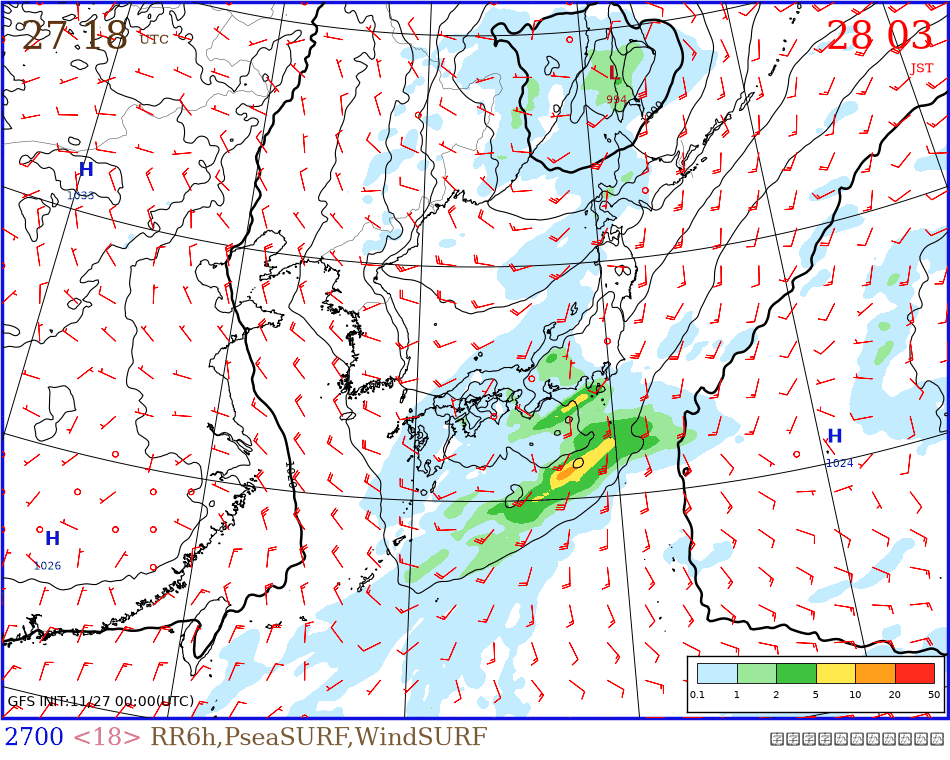 27 18 UTC
28 03
JST
L
994
1000
H
1033
H
1024
1020
H
1026
0.1 1 2 5 10 20 50
GFS INIT:11/27 00:00(UTC)
2700 <18> RR6h,PseaSURF,WindSURF